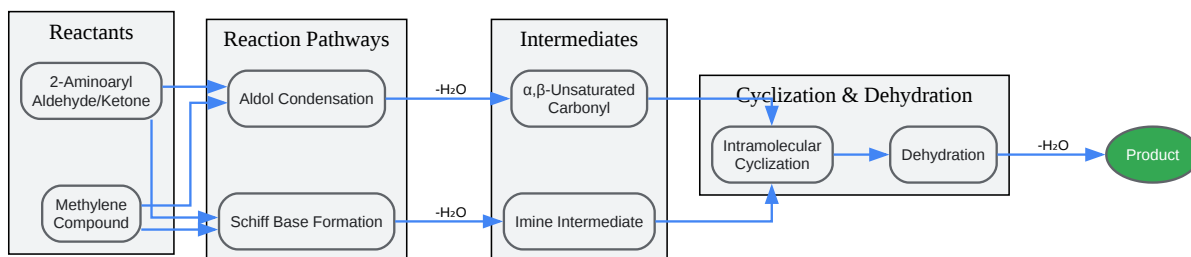 Reactants
2-Aminoaryl
Aldehyde/Ketone
Methylene
Compound
Reaction Pathways
Aldol Condensation
Schiff Base Formation
-H₂O
-H₂O
Intermediates
α,β-Unsaturated
Carbonyl
Imine Intermediate
Cyclization & Dehydration
Intramolecular
Cyclization
Dehydration
-H₂O
Product